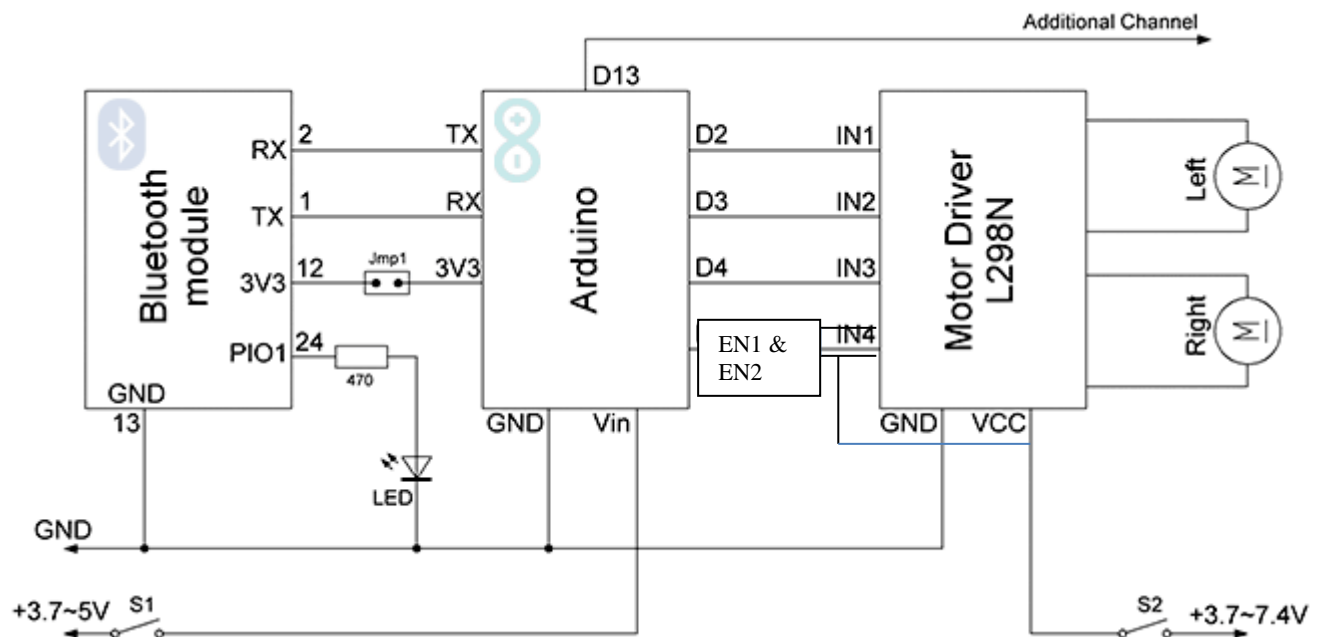 Additional Channel
D13
RX 2 TX D2 IN1
TX 1 RX D3 IN2
3V3 12 Jmp1 3V3 D4 IN3
PIO1 24 IN4
470
EN1 &
EN2
Bluetooth
module
Arduino
Motor Driver
L298N
Left
Right
GND
13
GND Vin GND VCC
LED
GND
+3.7~5V S1 S2 +3.7~7.4V